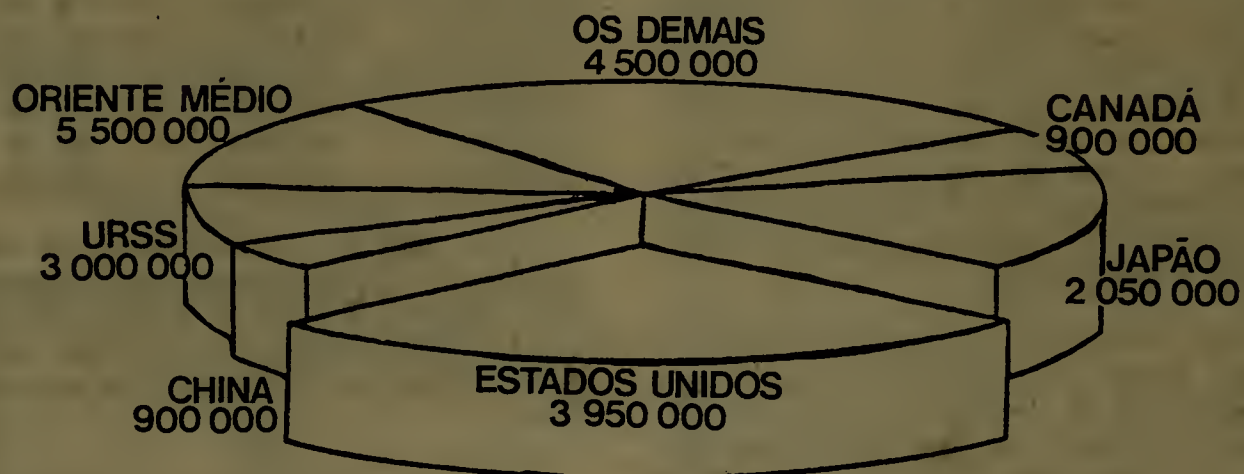 OS DEMAIS
4 500 000
ORIENTE MÉDIO
5 500 000
CANADÁ
900 000
URSS
3 000 000
JAPÃO
2 050 000
CHINA
900 000
ESTADOS UNIDOS
3 950 000